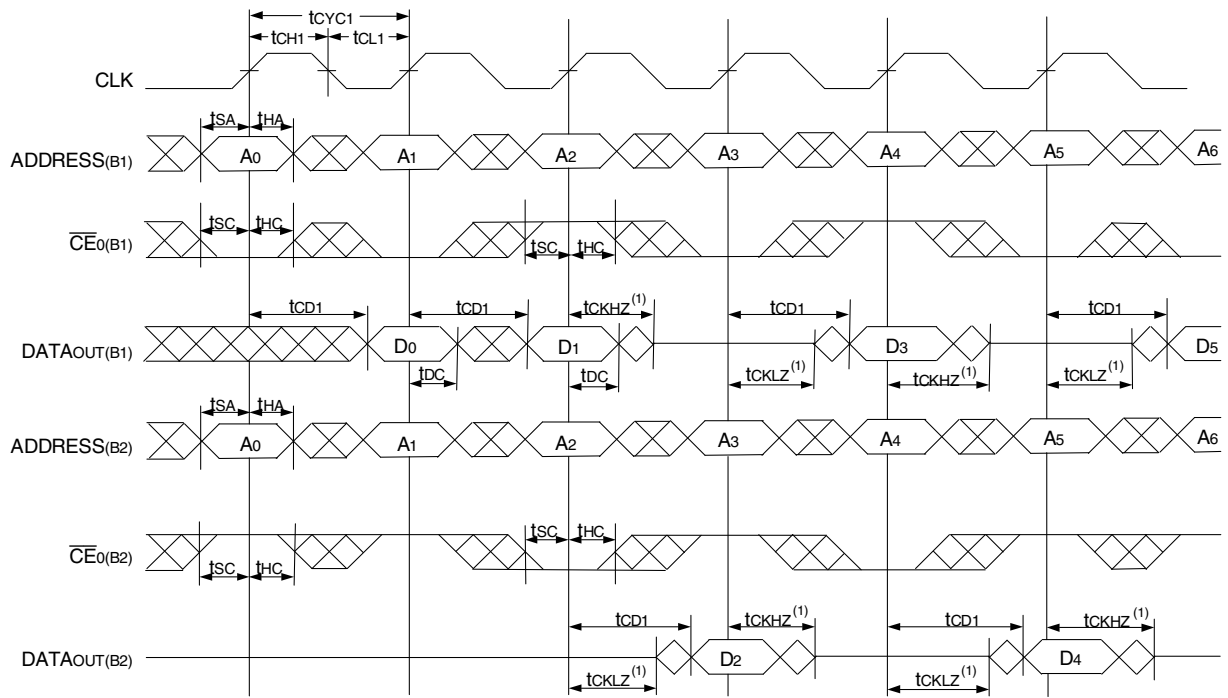 tCYC1
tCH1 tCL1
CLK
tSA tHA
ADDRESS(B1) A0 A1 A2 A3 A4 A5 A6
tSC tHC
CE0(B1) tSC tHC
tCD1 tCD1 tCKHZ(1) tCD1 tCD1
DATAOUT(B1) D0 D1 D3 D5
tDC tDC tCKLZ(1) tCKHZ(1) tCKLZ(1)
tSA tHA
ADDRESS(B2) A0 A1 A2 A3 A4 A5 A6
tSC tHC
CE0(B2)
tSC tHC
tCD1 tCKHZ(1) tCD1 tCKHZ(1)
DATAOUT(B2) D2 D4
tCKLZ(1) tCKLZ(1)